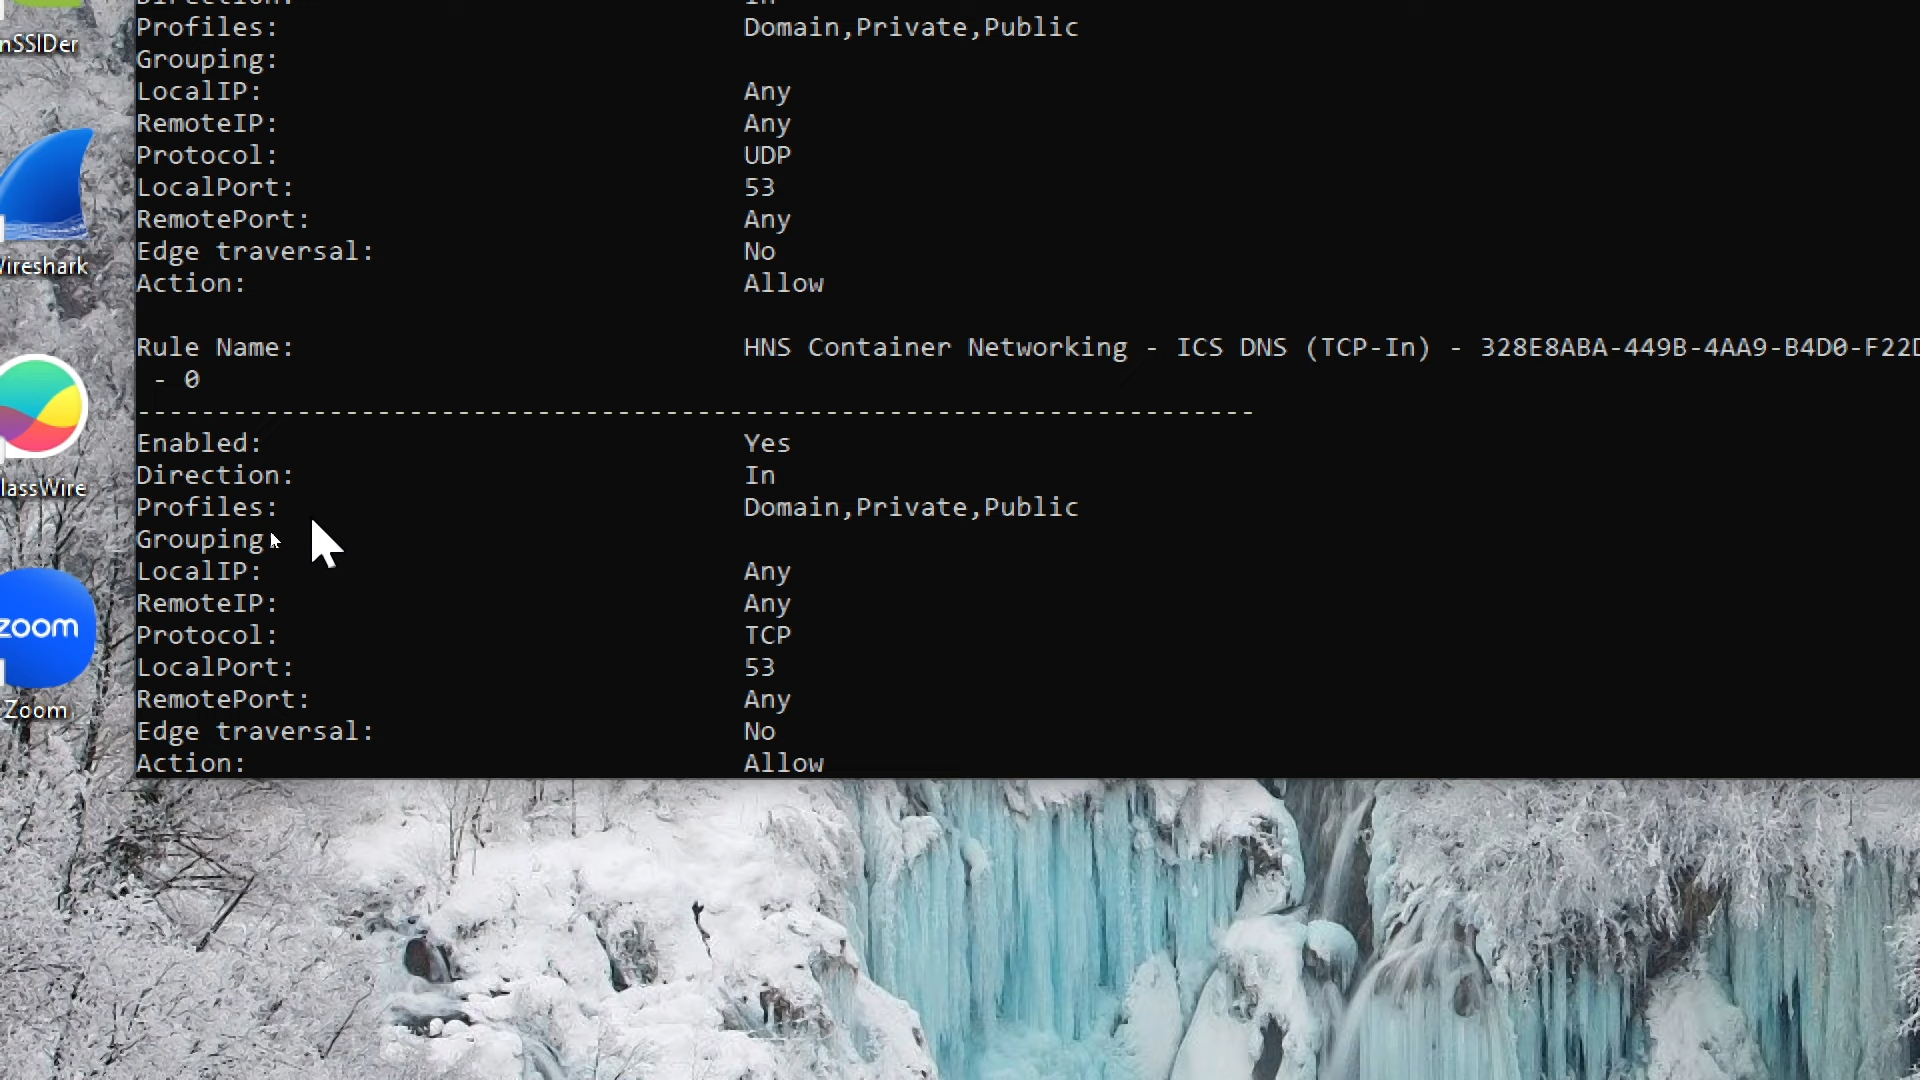 Direction: In
Profiles: Domain,Private,Public
Grouping:
LocalIP: Any
RemoteIP: Any
Protocol: UDP
LocalPort: 53
RemotePort: Any
Edge traversal: No
Action: Allow
Rule Name: HNS Container Networking - ICS DNS (TCP-In) - 328E8ABA-449B-4AA9-B4D0-F22D
- 0
----------------------------------------------------------------------
Enabled: Yes
Direction: In
Profiles: Domain,Private,Public
Grouping:
LocalIP: Any
RemoteIP: Any
Protocol: TCP
LocalPort: 53
RemotePort: Any
Edge traversal: No
Action: Allow
nSSIDer
Wireshark
lassWire
zoom
Zoom